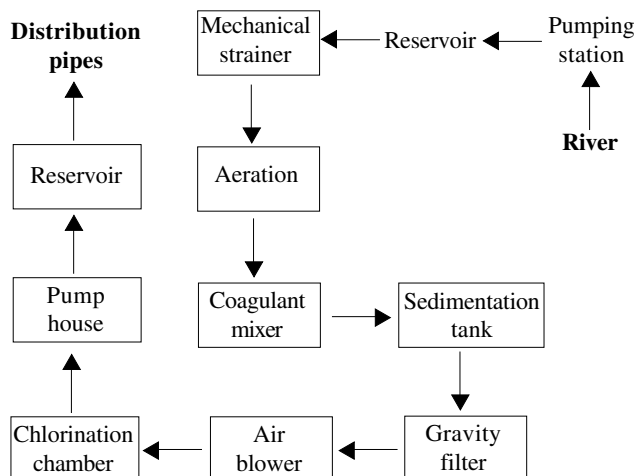 Distribution
pipes
Mechanical
strainer
Reservoir
Pumping
station
River
Reservoir
Aeration
Pump
house
Coagulant
mixer
Sedimentation
tank
Chlorination
chamber
Air
blower
Gravity
filter